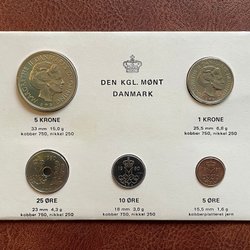 DEN KGL. MØNT
DANMARK
5 KRONE
33 mm 15,0 g
kobber 750, nikkel 250
1 KRONE
25,5 mm 6,8 g
kobber 750, nikkel 250
25 ØRE
23 mm 4,3 g
kobber 750, nikkel 250
10 ØRE
18 mm 3,0 g
kobber 750, nikkel 250
5 ØRE
15,5 mm 1,6 g
kobberpletteret jern